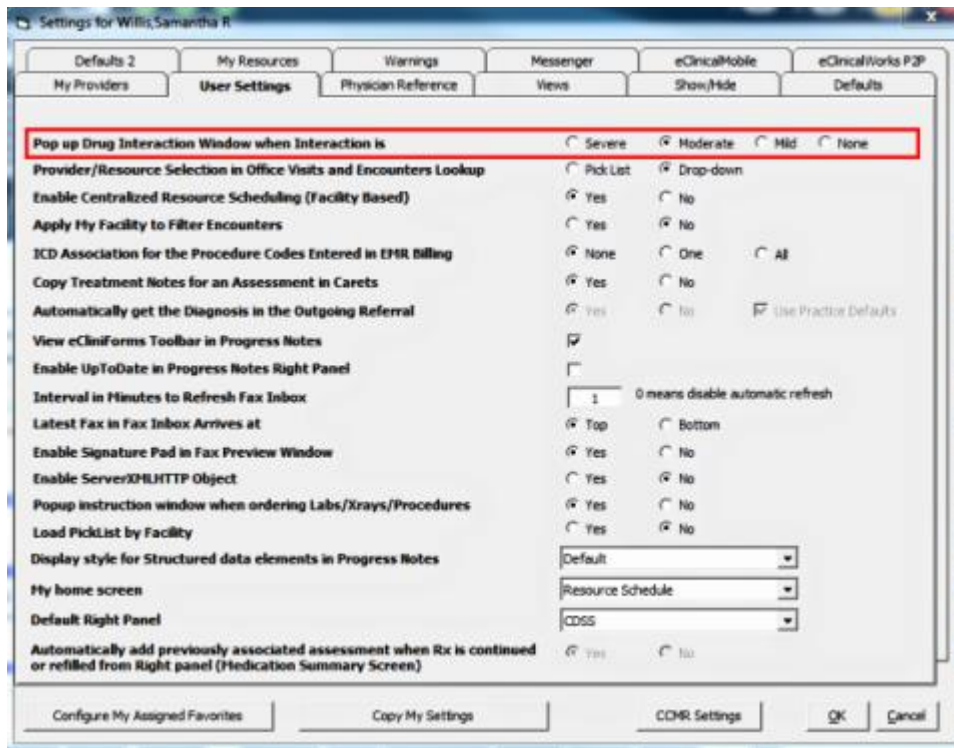 Settings for Willis,Samantha R
x
Defaults 2 My Resources Warnings Messenger eClinicalMobile eClinicalWorks P2P
My Providers User Settings Physician Reference Views Show/Hide Defaults
Pop up Drug Interaction Window when Interaction is Severe Moderate Mild None
Provider/Resource Selection in Office Visits and Encounters Lookup Pick List Drop-down
Enable Centralized Resource Scheduling (Facility Based) Yes No
Apply My Facility to Filter Encounters Yes No
ICD Association for the Procedure Codes Entered in EMR Billing None One All
Copy Treatment Notes for an Assessment in Carets Yes No
Automatically get the Diagnosis in the Outgoing Referral Yes No Use Practice Defaults
View eCliniForms Toolbar in Progress Notes
Enable UpToDate in Progress Notes Right Panel
Interval in Minutes to Refresh Fax Inbox 1 0 means disable automatic refresh
Latest Fax in Fax Inbox Arrives at Top Bottom
Enable Signature Pad in Fax Preview Window Yes No
Enable ServerXMLHTTP Object Yes No
Popup instruction window when ordering Labs/Xrays/Procedures Yes No
Load PickList by Facility Yes No
Display style for Structured data elements in Progress Notes Default
My home screen Resource Schedule
Default Right Panel CDSS
Automatically add previously associated assessment when Rx is continued Yes No
or refilled from Right panel (Medication Summary Screen)
Configure My Assigned Favorites Copy My Settings CCMR Settings OK Cancel